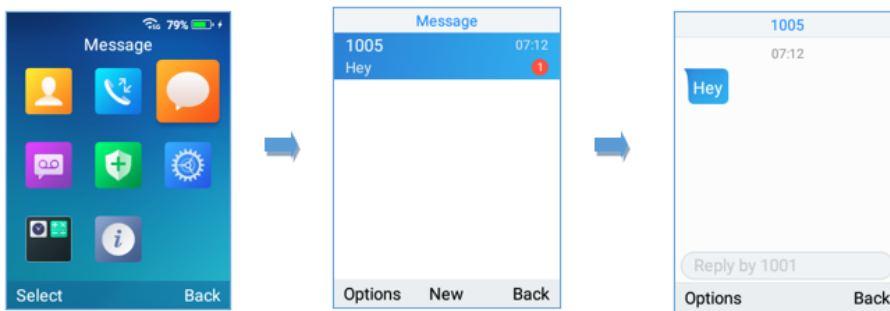 79%
Message
Select Back
Message
1005 07:12
Hey 1
Options New Back
1005
07:12
Hey
Reply by 1001
Options Back